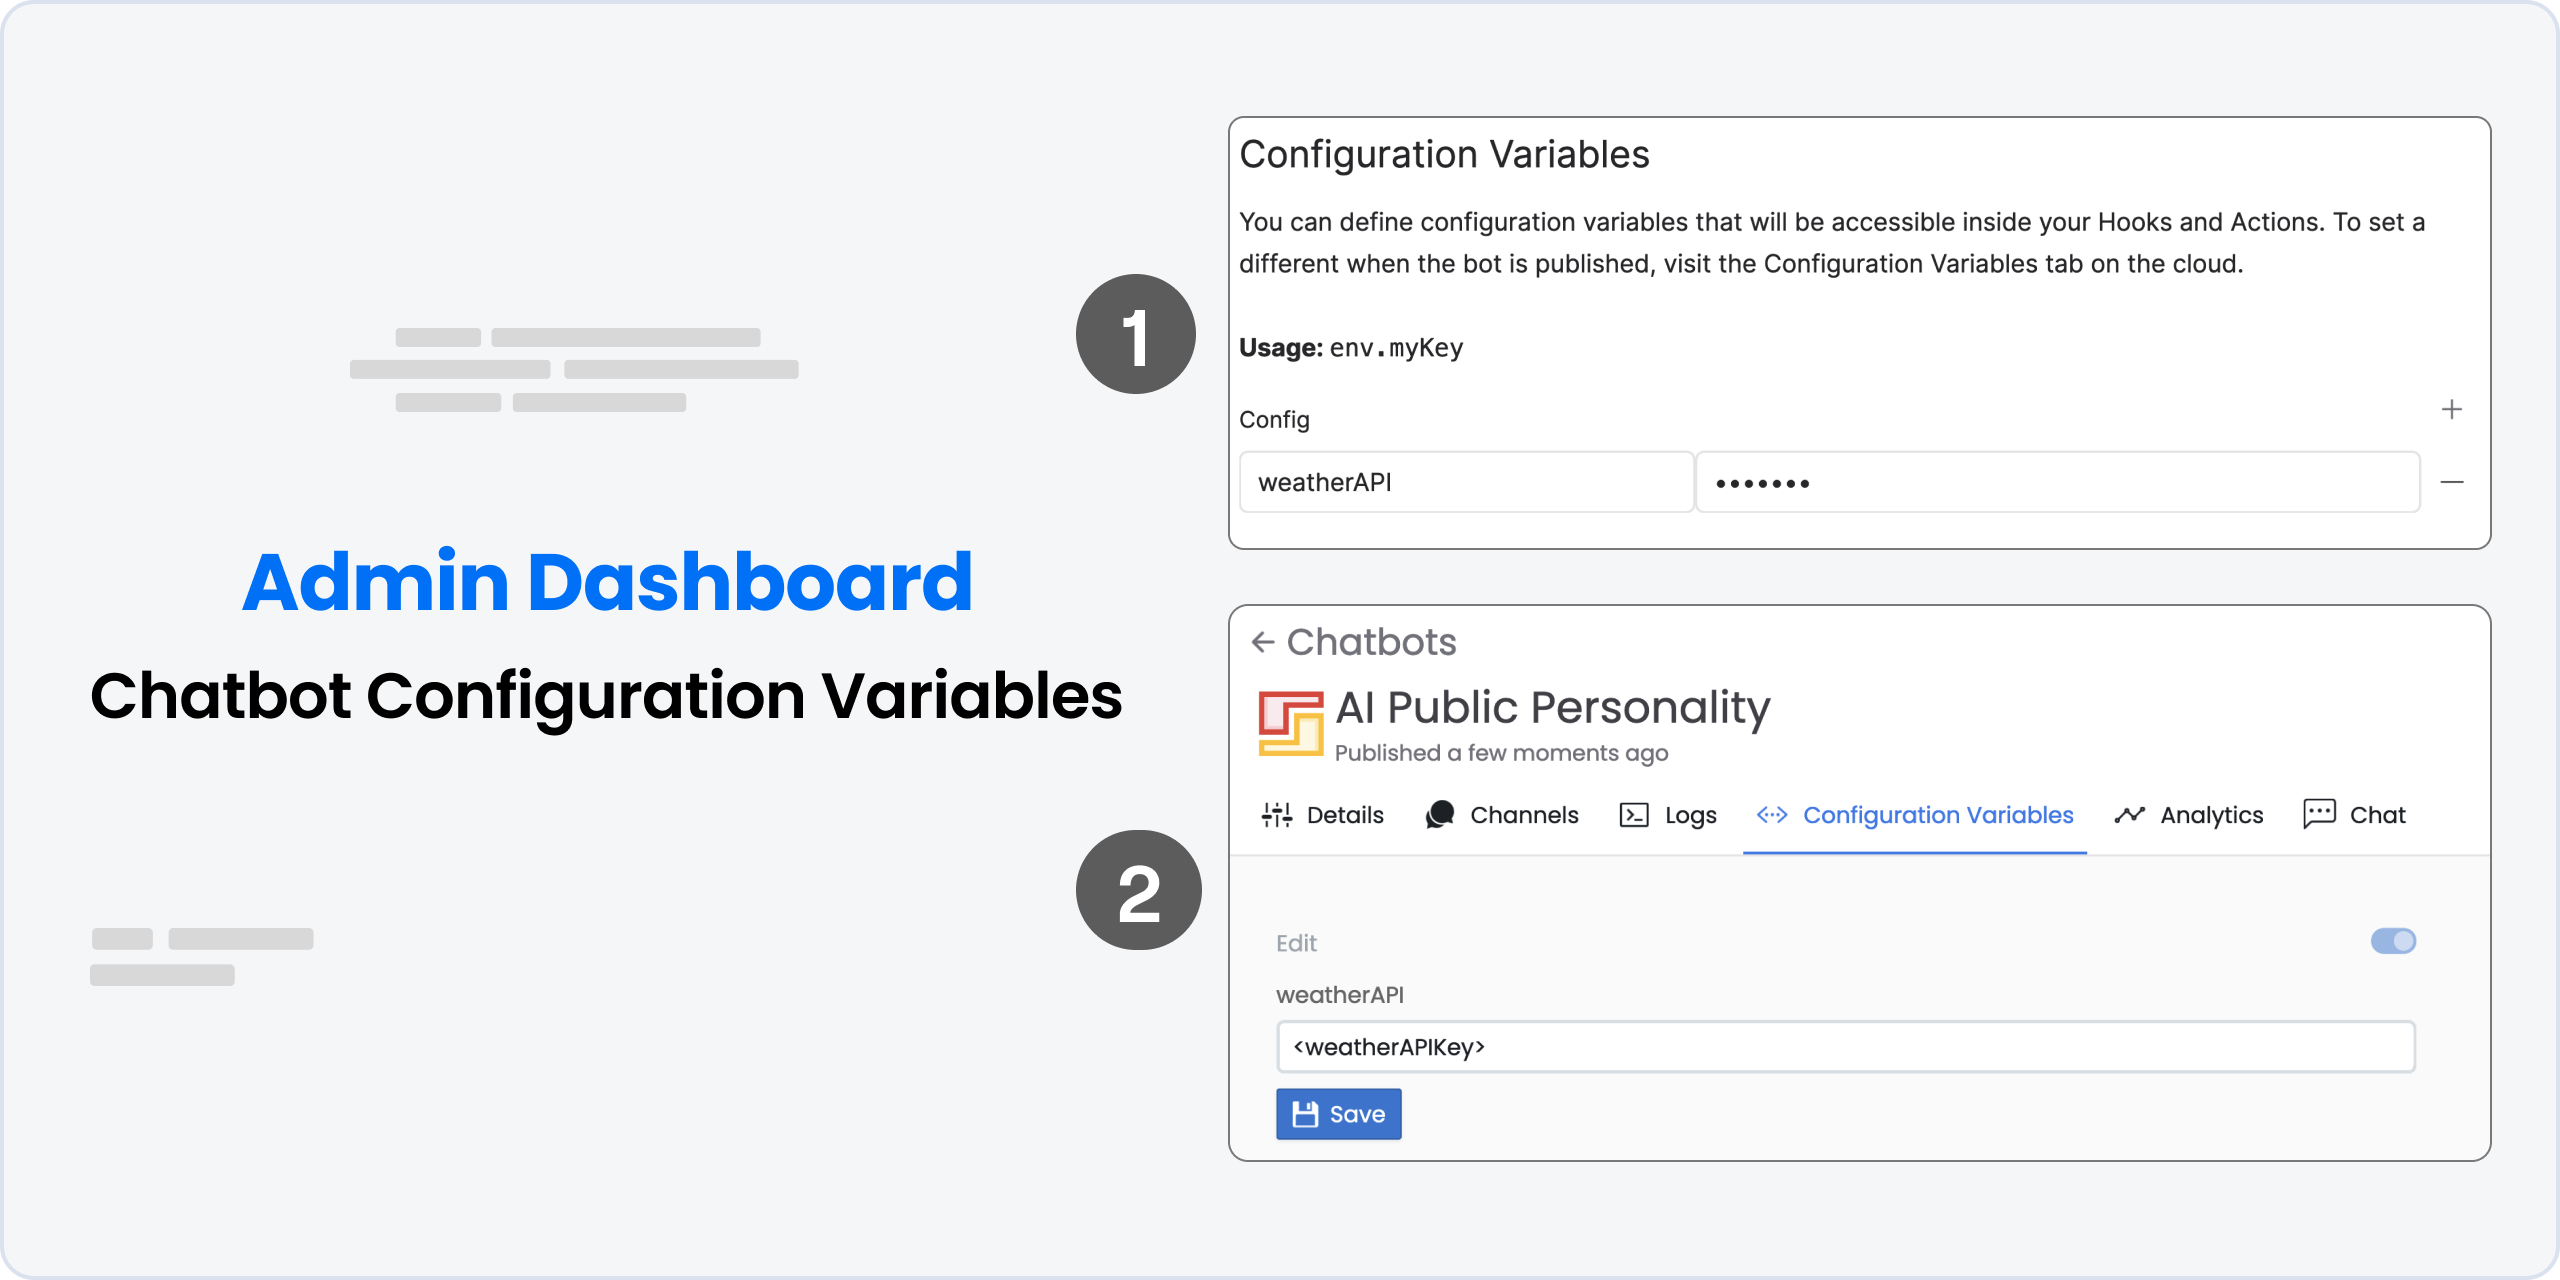 Admin Dashboard
Chatbot Configuration Variables
1
Configuration Variables
You can define configuration variables that will be accessible inside your Hooks and Actions. To set a
different when the bot is published, visit the Configuration Variables tab on the cloud.
Usage: env.myKey
Config
weatherAPI •••••••
2
Chatbots
AI Public Personality
Published a few moments ago
Details Channels Logs Configuration Variables Analytics Chat
Edit
weatherAPI
<weatherAPIKey>
Save